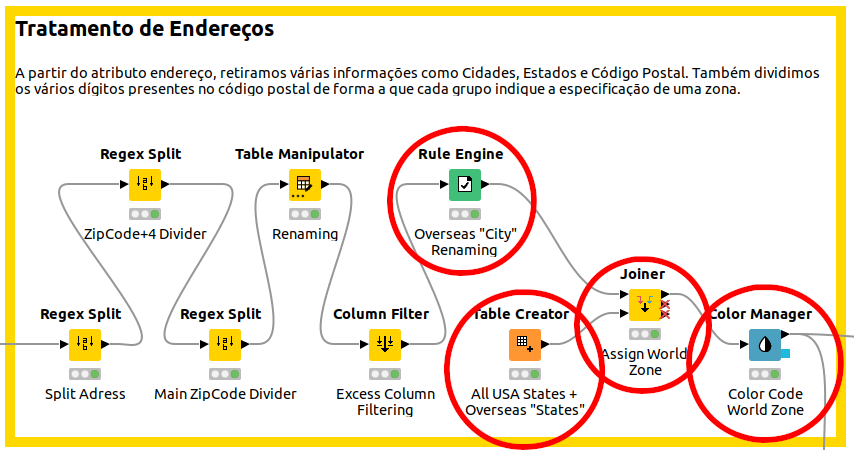 Tratamento de Endereços
A partir do atributo endereço, retiramos várias informações como Cidades, Estados e Código Postal. Também dividimos
os vários dígitos presentes no código postal de forma a que cada grupo indique a especificação de uma zona.
Regex Split
ZipCode+4 Divider
Table Manipulator
Renaming
Rule Engine
Overseas "City"
Renaming
Regex Split
Split Adress
Regex Split
Main ZipCode Divider
Column Filter
Excess Column
Filtering
Table Creator
All USA States +
Overseas "States"
Joiner
Assign World
Zone
Color Manager
Color Code
World Zone